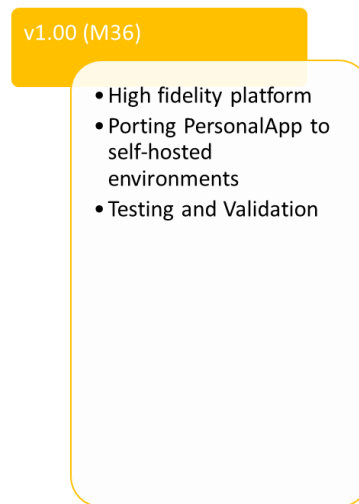 v1.00 (M36)
• High fidelity platform
• Porting PersonalApp to
self-hosted
environments
• Testing and Validation